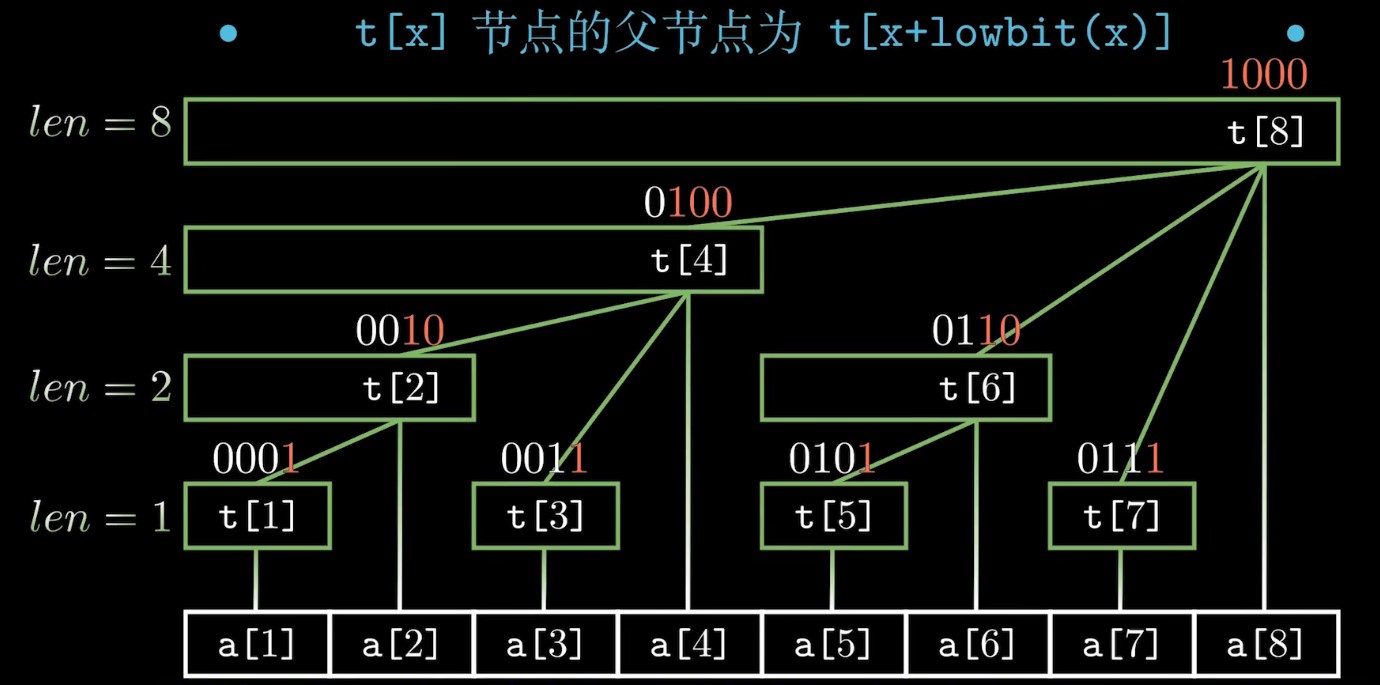 • t[x] 节点的父节点为 t[x+lowbit(x)] •
1000
len = 8 t[8]
0100
len = 4 t[4]
0010 0110
len = 2 t[2] t[6]
0001 0011 0101 0111
len = 1 t[1] t[3] t[5] t[7]
a[1] a[2] a[3] a[4] a[5] a[6] a[7] a[8]